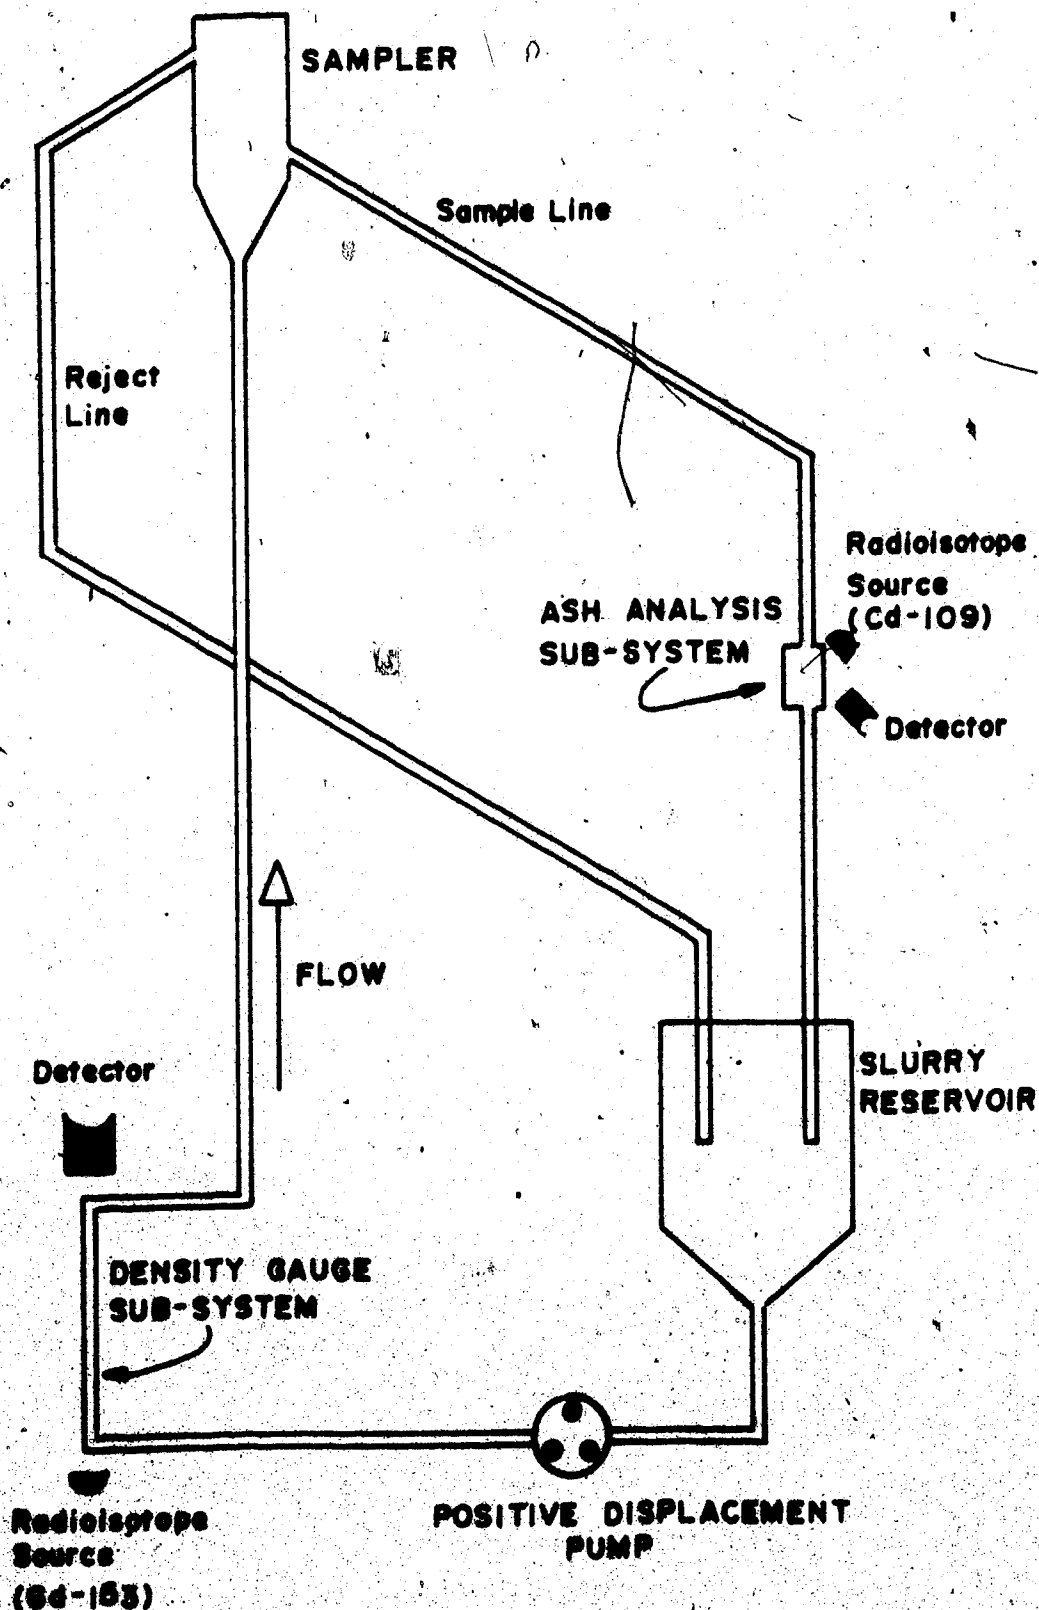 SAMPLER
Sample Line
Reject
Line
Radioisotope
Source
(Cd-109)
ASH ANALYSIS
SUB-SYSTEM
Detector
FLOW
Detector
SLURRY
RESERVOIR
DENSITY GAUGE
SUB-SYSTEM
POSITIVE DISPLACEMENT
PUMP
Radioisotope
Source
(Gd-153)